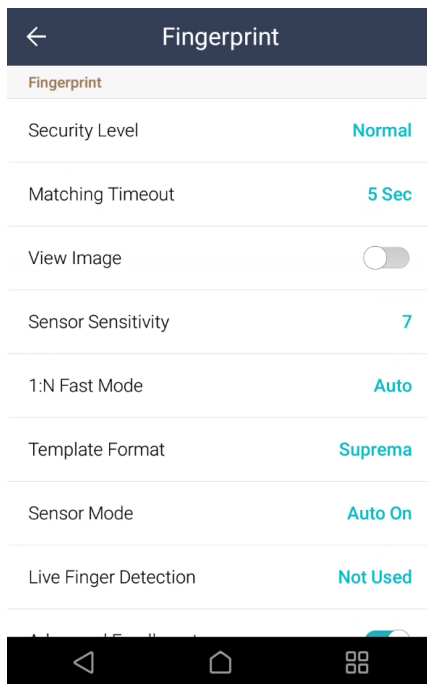 Fingerprint
Fingerprint
Security Level Normal
Matching Timeout 5 Sec
View Image
Sensor Sensitivity 7
1:N Fast Mode Auto
Template Format Suprema
Sensor Mode Auto On
Live Finger Detection Not Used